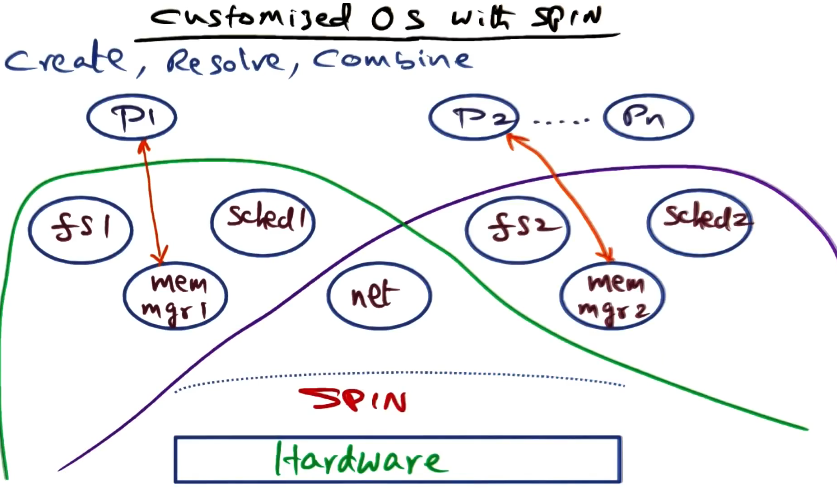 Customized OS with SPIN
Create, Resolve, Combine
P1
P2 ..... Pn
fs1
sched1
fs2
sched2
mem
mgr1
net
mem
mgr2
SPIN
Hardware